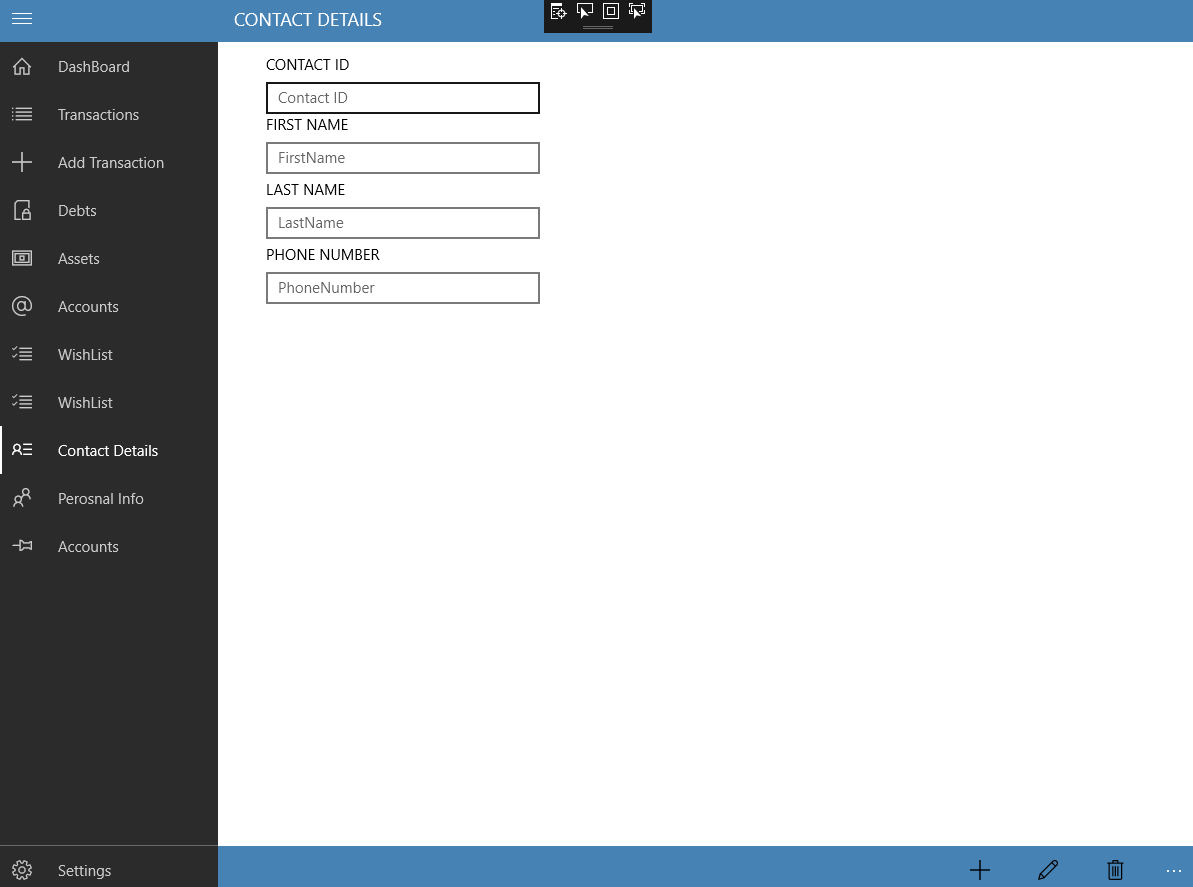 CONTACT DETAILS
DashBoard
Transactions
Add Transaction
Debts
Assets
Accounts
WishList
WishList
Contact Details
Perosnal Info
Accounts
Settings
CONTACT ID
Contact ID
FIRST NAME
FirstName
LAST NAME
LastName
PHONE NUMBER
PhoneNumber